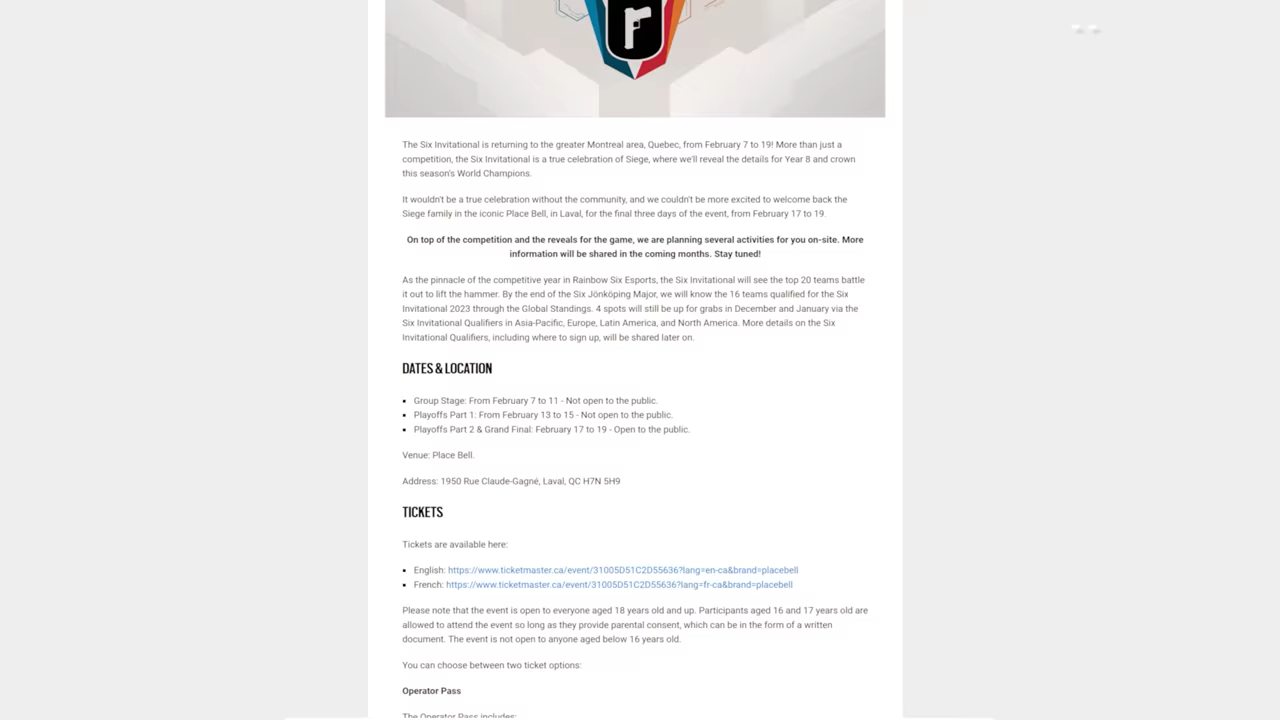 The Six Invitational is returning to the greater Montreal area, Quebec, from February 7 to 19! More than just a
competition, the Six Invitational is a true celebration of Siege, where we'll reveal the details for Year 8 and crown
this season's World Champions.
It wouldn't be a true celebration without the community, and we couldn't be more excited to welcome back the
Siege family in the iconic Place Bell, in Laval, for the final three days of the event, from February 17 to 19.
On top of the competition and the reveals for the game, we are planning several activities for you on-site. More
information will be shared in the coming months. Stay tuned!
As the pinnacle of the competitive year in Rainbow Six Esports, the Six Invitational will see the top 20 teams battle
it out to lift the hammer. By the end of the Six Jönköping Major, we will know the 16 teams qualified for the Six
Invitational 2023 through the Global Standings. 4 spots will still be up for grabs in December and January via the
Six Invitational Qualifiers in Asia-Pacific, Europe, Latin America, and North America. More details on the Six
Invitational Qualifiers, including where to sign up, will be shared later on.
DATES & LOCATION
▪ Group Stage: From February 7 to 11 - Not open to the public.
▪ Playoffs Part 1: From February 13 to 15 - Not open to the public.
▪ Playoffs Part 2 & Grand Final: February 17 to 19 - Open to the public.
Venue: Place Bell.
Address: 1950 Rue Claude-Gagné, Laval, QC H7N 5H9
TICKETS
Tickets are available here:
▪ English: https://www.ticketmaster.ca/event/31005D51C2D55636?lang=en-ca&brand=placebell
▪ French: https://www.ticketmaster.ca/event/31005D51C2D55636?lang=fr-ca&brand=placebell
Please note that the event is open to everyone aged 18 years old and up. Participants aged 16 and 17 years old are
allowed to attend the event so long as they provide parental consent, which can be in the form of a written
document. The event is not open to anyone aged below 16 years old.
You can choose between two ticket options:
Operator Pass
The Operator Pass includes: